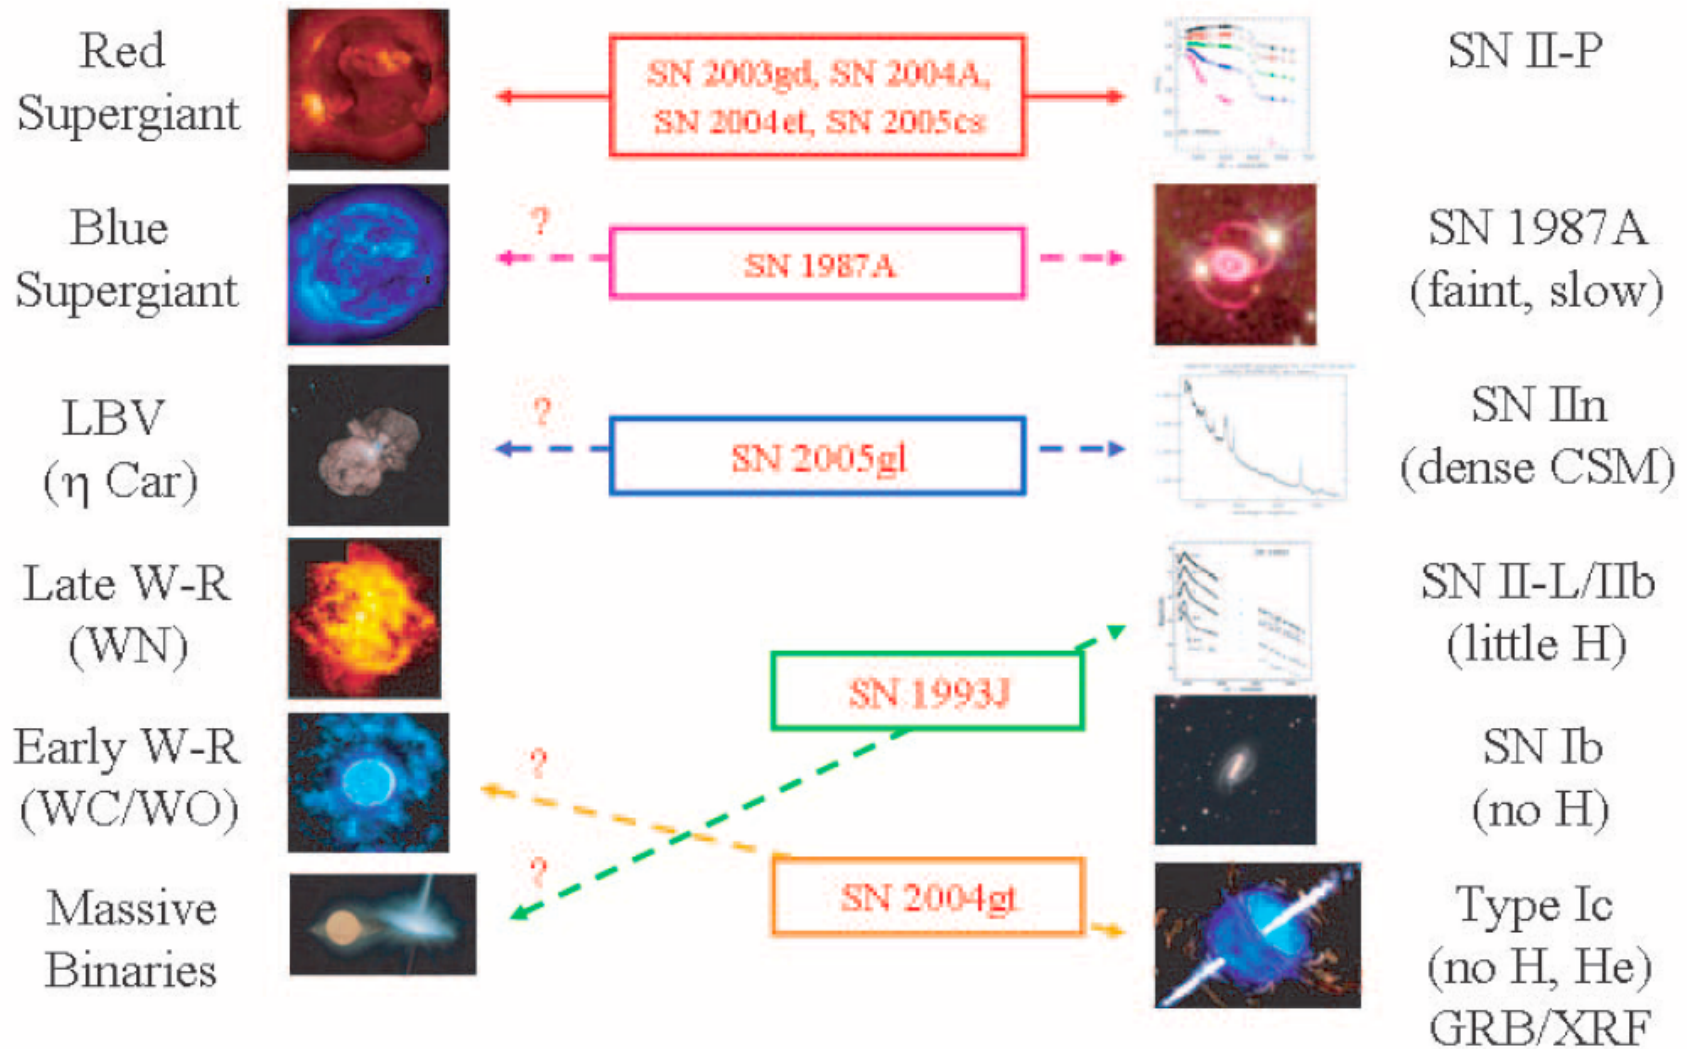 Red
Supergiant
SN 2003gd, SN 2004A,
SN 2004et, SN 2005cs
SN II-P
Blue
Supergiant
?
SN 1987A
SN 1987A
(faint, slow)
LBV
(η Car)
?
SN 2005gl
SN IIn
(dense CSM)
Late W-R
(WN)
SN 1993J
SN II-L/IIb
(little H)
Early W-R
(WC/WO)
?
SN Ib
(no H)
Massive
Binaries
?
SN 2004gt
Type Ic
(no H, He)
GRB/XRF